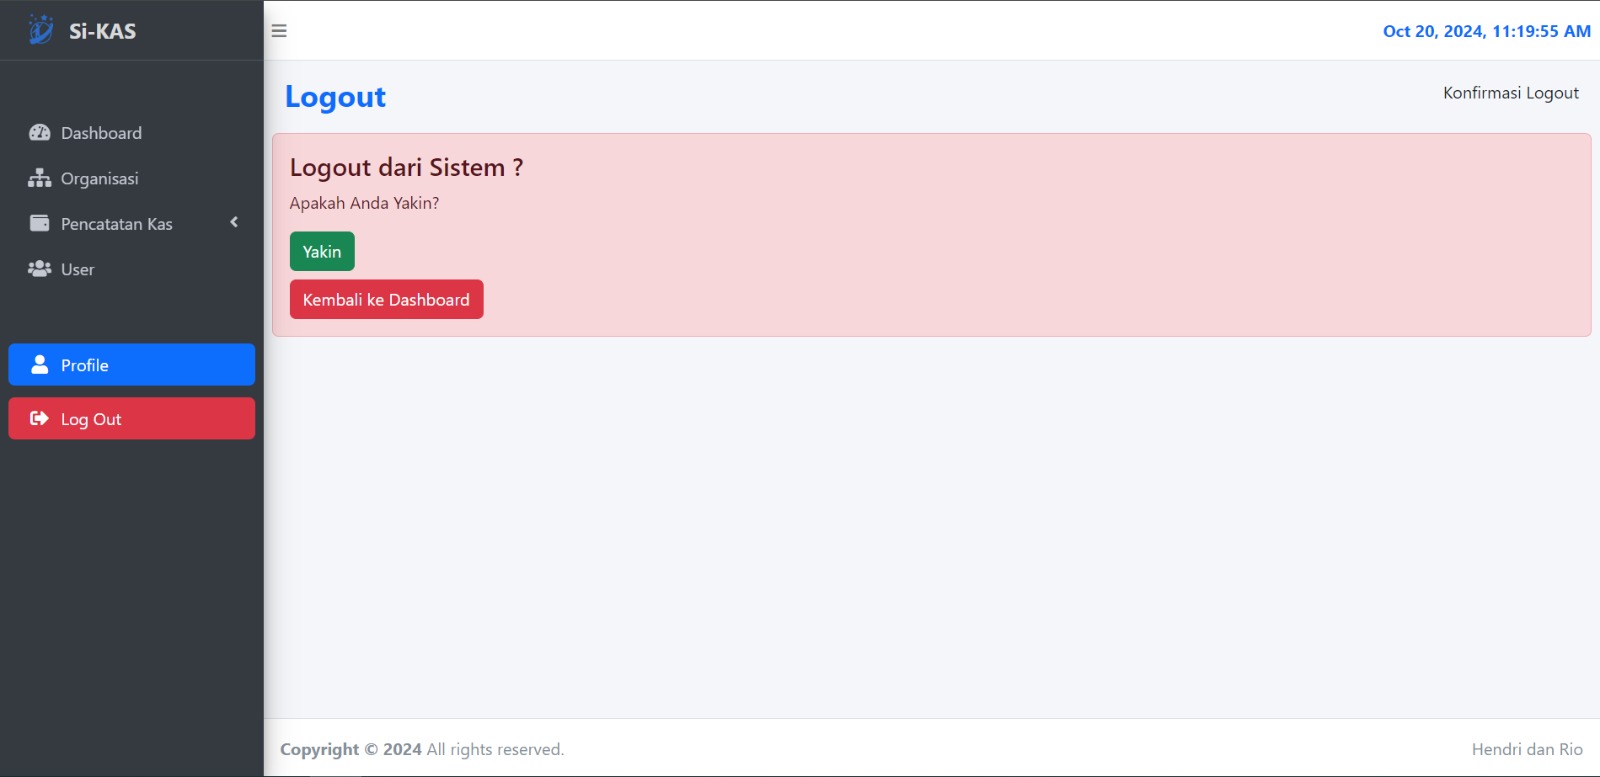 Si-KAS
Oct 20, 2024, 11:19:55 AM
Dashboard
Organisasi
Pencatatan Kas
User
Profile
Log Out
Logout
Konfirmasi Logout
Logout dari Sistem ?
Apakah Anda Yakin?
Yakin
Kembali ke Dashboard
Copyright © 2024 All rights reserved.
Hendri dan Rio